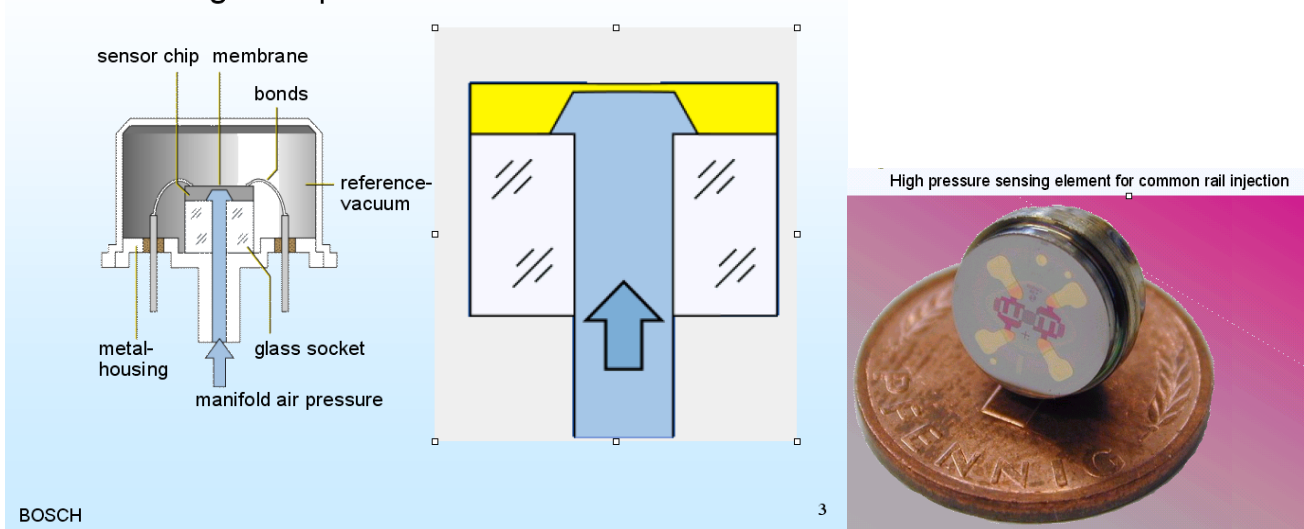 sensor chip membrane
bonds
reference-
vacuum
metal-
housing
glass socket
manifold air pressure
BOSCH
3
High pressure sensing element for common rail injection
PFENNIG